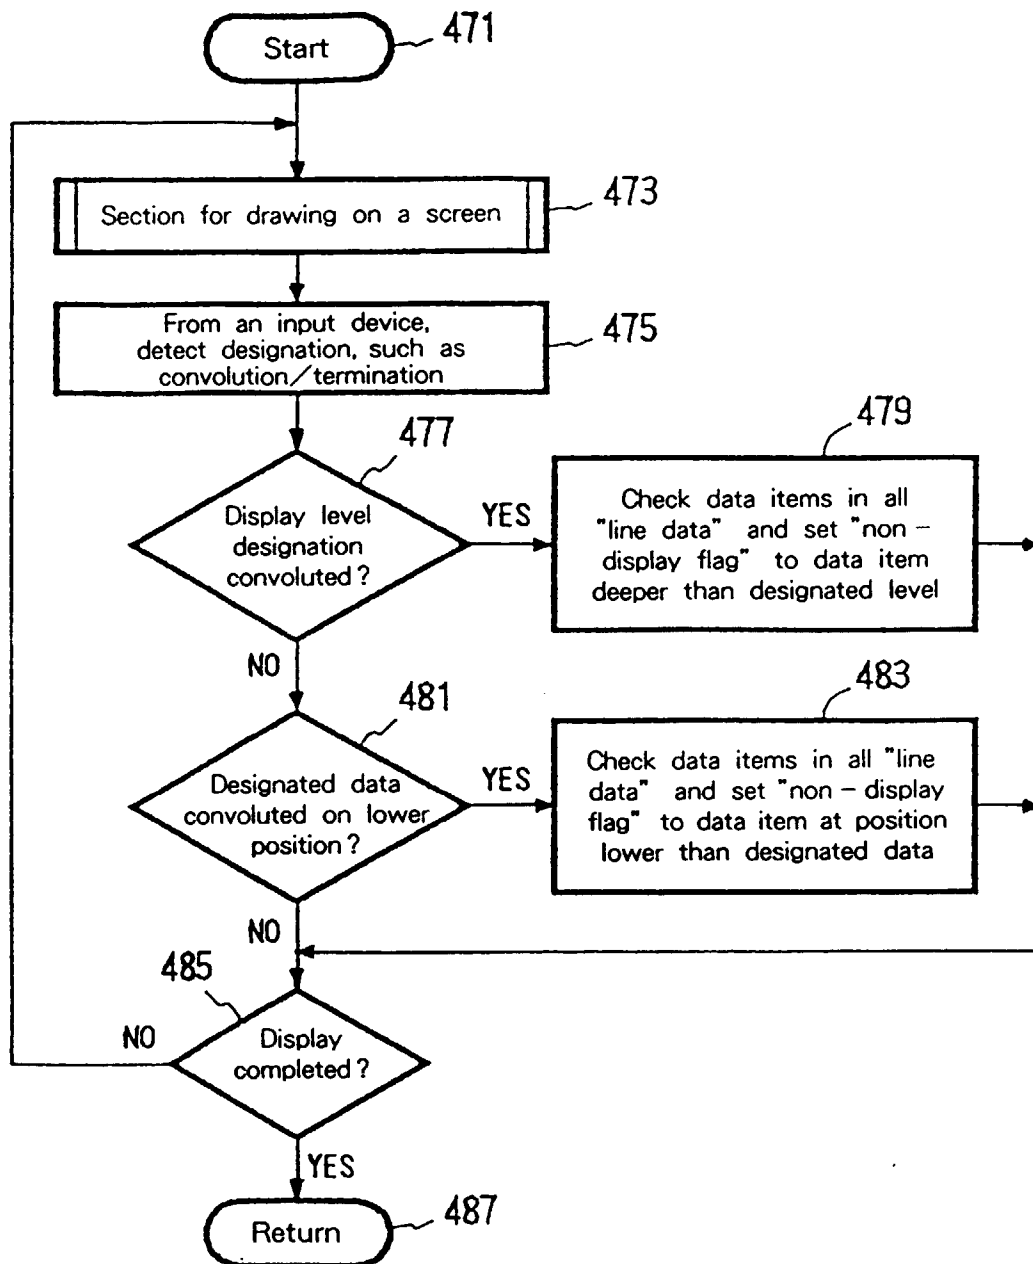 Start
471
Section for drawing on a screen
473
From an input device,
detect designation, such as
convolution/termination
475
477
Display level
designation
convoluted?
YES
NO
479
Check data items in all
"line data" and set "non-
display flag" to data item
deeper than designated level
481
Designated data
convoluted on lower
position?
YES
NO
483
Check data items in all "line
data" and set "non-display
flag" to data item at position
lower than designated data
485
NO
Display
completed?
YES
Return
487